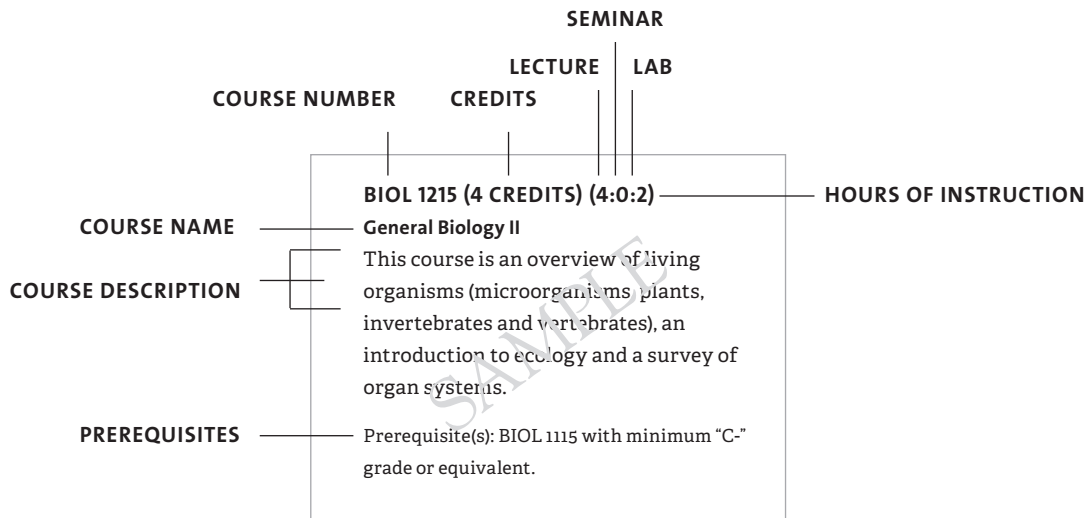 SEMINAR
LECTURE LAB
COURSE NUMBER CREDITS
BIOL 1215 (4 CREDITS) (4:0:2) HOURS OF INSTRUCTION
COURSE NAME General Biology II
This course is an overview of living
COURSE DESCRIPTION organisms (microorganisms, plants,
invertebrates and vertebrates), an
introduction to ecology and a survey of
organ systems.
SAMPLE
PREREQUISITES Prerequisite(s): BIOL 1115 with minimum “C-”
grade or equivalent.